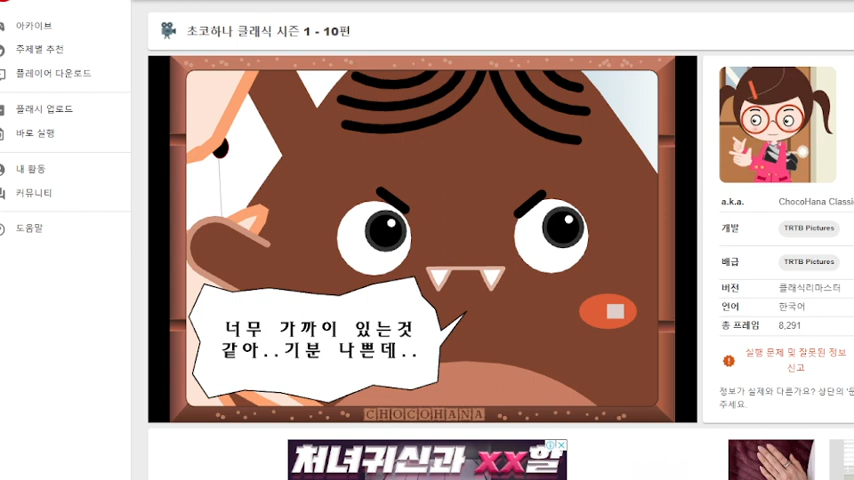 아카이브
주제별 추천
플레이어 다운로드
플래시 업로드
바로 실행
내 활동
커뮤니티
도움말
초코하나 클래식 시즌 1 - 10편
너무 가까이 있는것
같아..기분 나쁜데..
CHOCOHANA
a.k.a. ChocoHana Classi
개발 TRTB Pictures
배급 TRTB Pictures
버전 플래식리마스터
언어 한국어
총 프레임 8,291
실행 문제 및 잘못된 정보
신고
정보가 실제와 다른가요? 상단의
주세요.
처녀귀신과 xx할